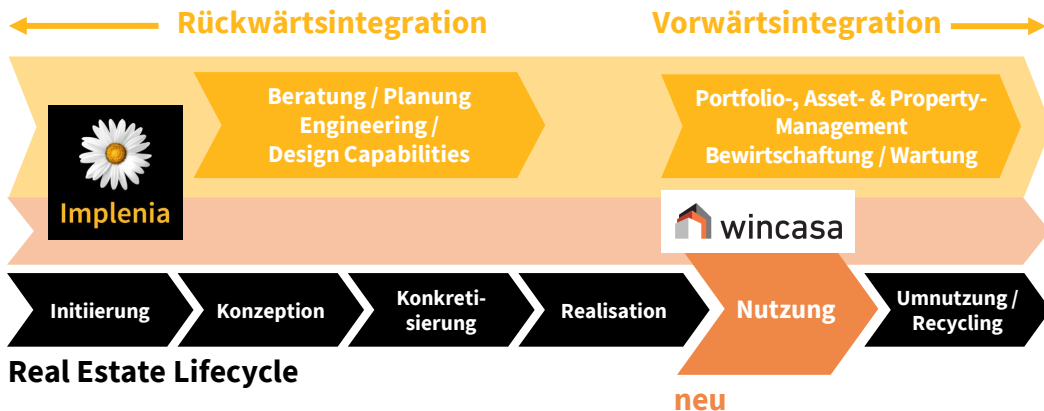 Rückwärtsintegration
Vorwärtsintegration
Beratung / Planung
Engineering /
Design Capabilities
Portfolio-, Asset- & Property-
Management
Bewirtschaftung / Wartung
Implenia
wincasa
Initiierung
Konzeption
Konkreti-
sierung
Realisation
Nutzung
Umnutzung /
Recycling
Real Estate Lifecycle
neu